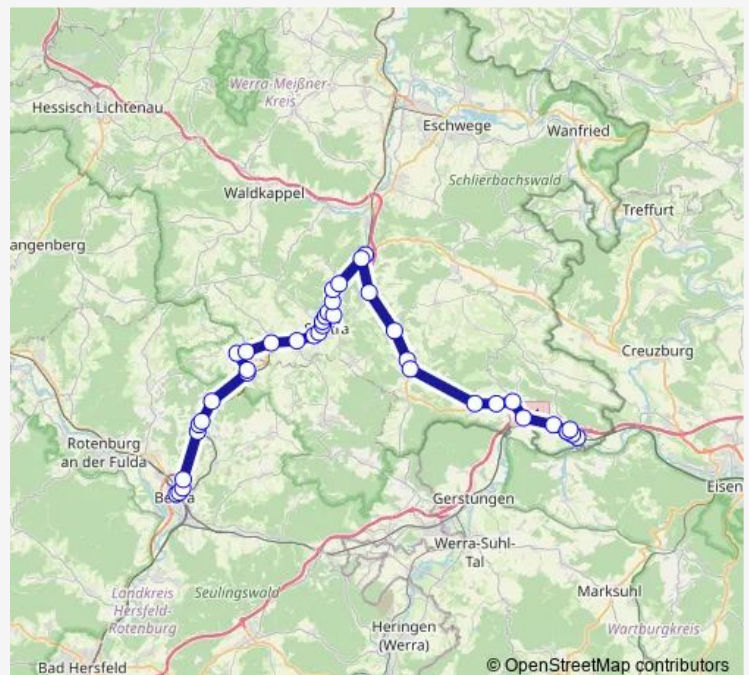 Werra-Meißner-
Kreis
Hessisch Lichtenau
Eschwege
Wanfried
Schlierbachswald
Waldkappel
Treffurt
angenberg
Creuzburg
Rotenburg
an der Fulda
Eisen
Gerstungen
Werra-Suhl-
Tal
Landkreis
Hersfeld-
Rotenburg
Seulingswald
Marksuhl
Wartburgkreis
Heringen
(Werra)
Bad Hersfeld
© OpenStreetMap contributors